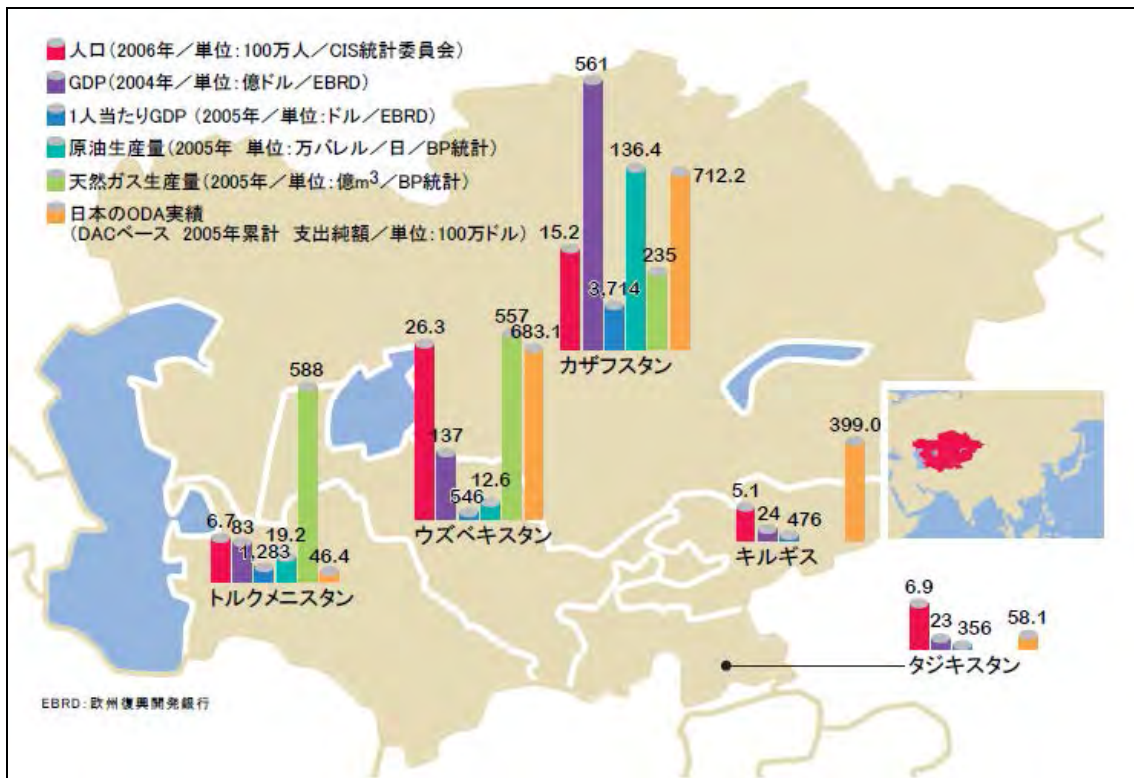 人口(2006年/単位:100万人/CIS統計委員会)
GDP(2004年/単位:億ドル/EBRD)
1人当たりGDP (2005年/単位:ドル/EBRD)
原油生産量(2005年 単位:万バレル/日/BP統計)
天然ガス生産量(2005年/単位:億m³/BP統計)
日本のODA実績
(DACベース 2005年累計 支出純額/単位:100万ドル)
15.2
561
3,714
136.4
235
712.2
カザフスタン
26.3
137
546
12.6
557
683.1
ウズベキスタン
6.7
83
1,283
19.2
588
46.4
トルクメニスタン
5.1
24
476
399.0
キルギス
6.9
23
356
58.1
タジキスタン
EBRD:欧州復興開発銀行